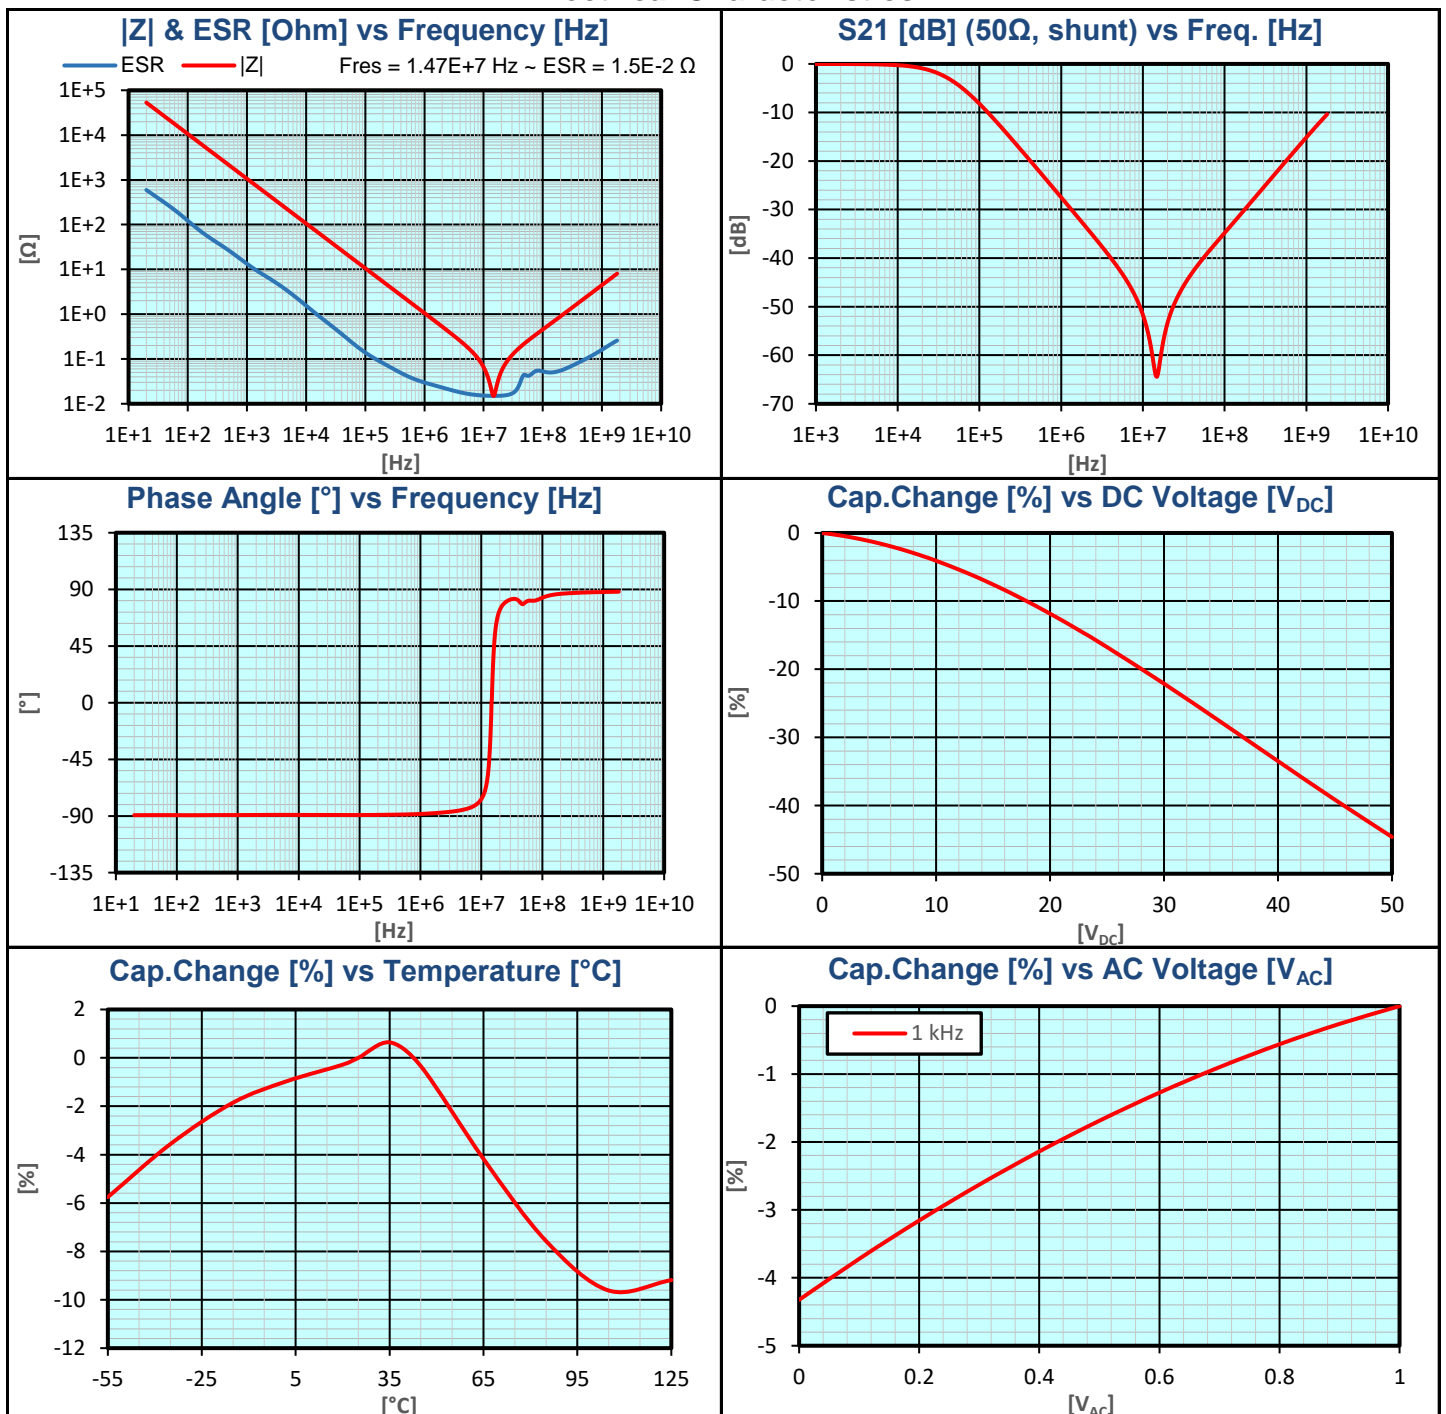 |Z| & ESR [Ohm] vs Frequency [Hz]
ESR |Z| Fres = 1.47E+7 Hz ~ ESR = 1.5E-2 Ω
1E+5
1E+4
1E+3
1E+2
1E+1
1E+0
1E-1
1E-2
[Ω]
1E+1 1E+2 1E+3 1E+4 1E+5 1E+6 1E+7 1E+8 1E+9 1E+10
[Hz]
S21 [dB] (50Ω, shunt) vs Freq. [Hz]
0
-10
-20
-30
-40
-50
-60
-70
[dB]
1E+3 1E+4 1E+5 1E+6 1E+7 1E+8 1E+9 1E+10
[Hz]
Phase Angle [°] vs Frequency [Hz]
135
90
45
0
-45
-90
-135
[°]
1E+1 1E+2 1E+3 1E+4 1E+5 1E+6 1E+7 1E+8 1E+9 1E+10
[Hz]
Cap.Change [%] vs DC Voltage [VDC]
0
-10
-20
-30
-40
-50
[%]
0 10 20 30 40 50
[VDC]
Cap.Change [%] vs Temperature [°C]
2
0
-2
-4
-6
-8
-10
-12
[%]
-55 -25 5 35 65 95 125
[°C]
Cap.Change [%] vs AC Voltage [VAC]
1 kHz
0
-1
-2
-3
-4
-5
[%]
0 0.2 0.4 0.6 0.8 1
[VAC]